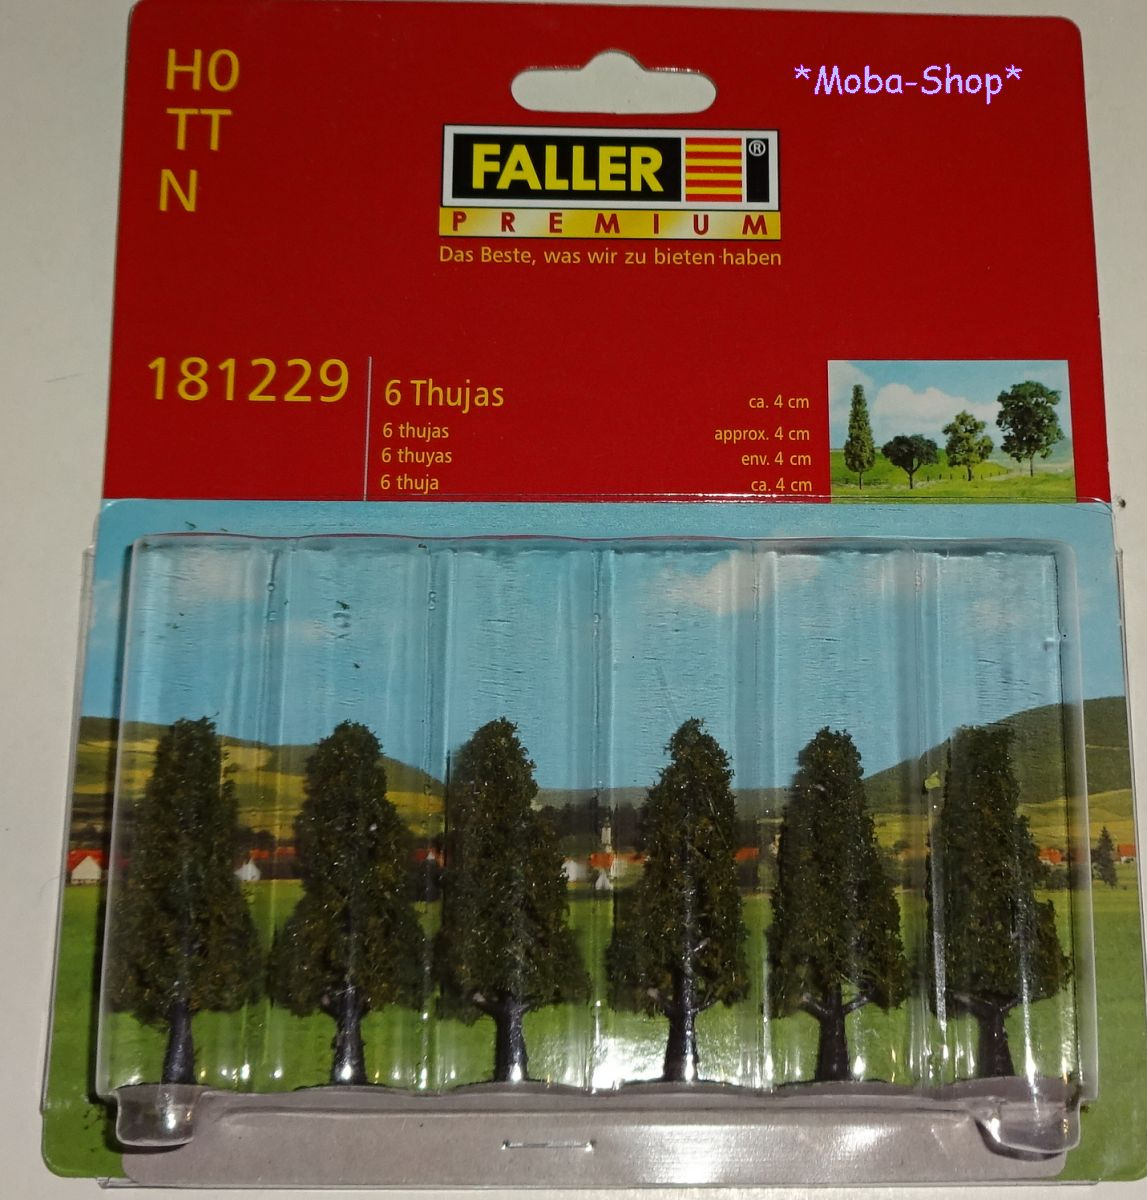 H0
TT
N
*Moba-Shop*
FALLER ®
PREMIUM
Das Beste, was wir zu bieten haben
181229
6 Thujas ca. 4 cm
6 thujas approx. 4 cm
6 thuyas env. 4 cm
6 thuja ca. 4 cm